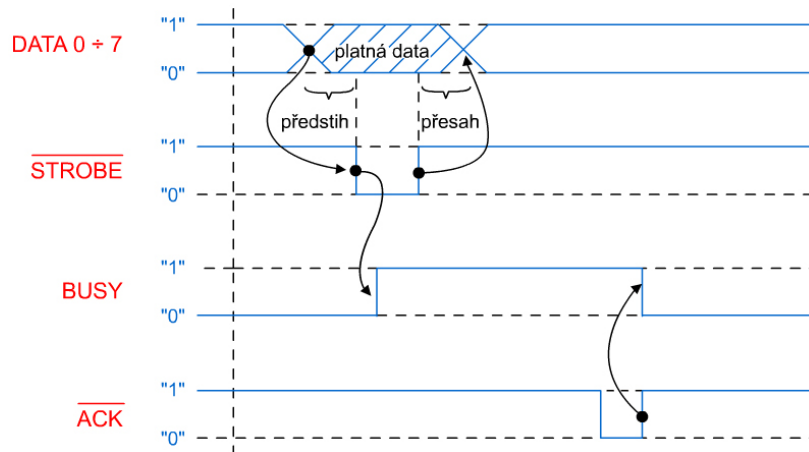 "1"
DATA 0 ÷ 7
platná data
"0"
předstih
přesah
"1"
STROBE
"0"
"1"
BUSY
"0"
"1"
ACK
"0"